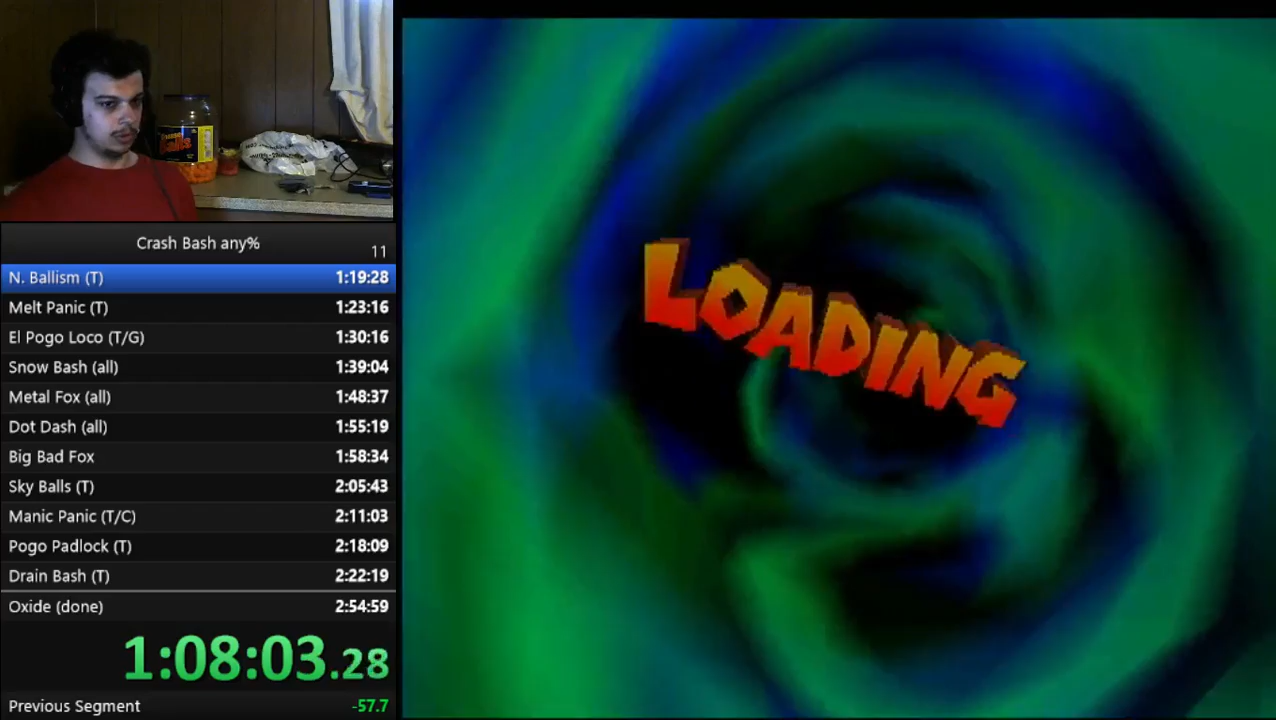 Crash Bash any%
11
N. Ballism (T) 1:19:28
Melt Panic (T) 1:23:16
El Pogo Loco (T/G) 1:30:16
Snow Bash (all) 1:39:04
Metal Fox (all) 1:48:37
Dot Dash (all) 1:55:19
Big Bad Fox 1:58:34
Sky Balls (T) 2:05:43
Manic Panic (T/C) 2:11:03
Pogo Padlock (T) 2:18:09
Drain Bash (T) 2:22:19
Oxide (done) 2:54:59
1:08:03.28
Previous Segment -57.7
LOADING